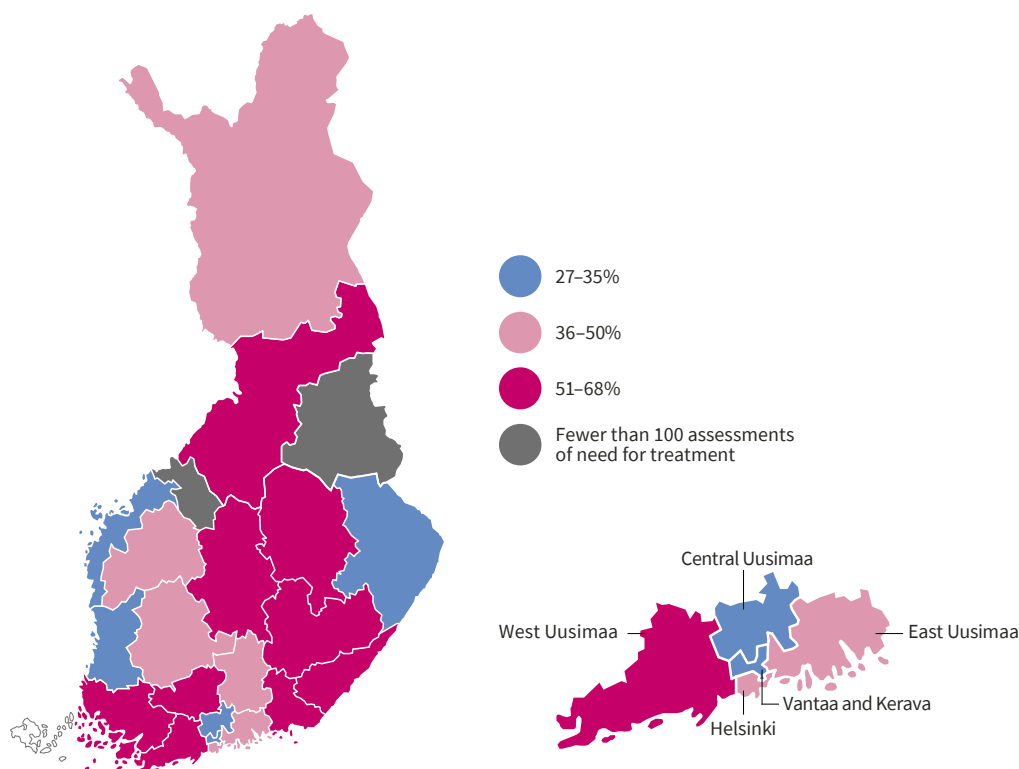 27–35%
36–50%
51–68%
Fewer than 100 assessments
of need for treatment
Central Uusimaa
West Uusimaa
East Uusimaa
Vantaa and Kerava
Helsinki